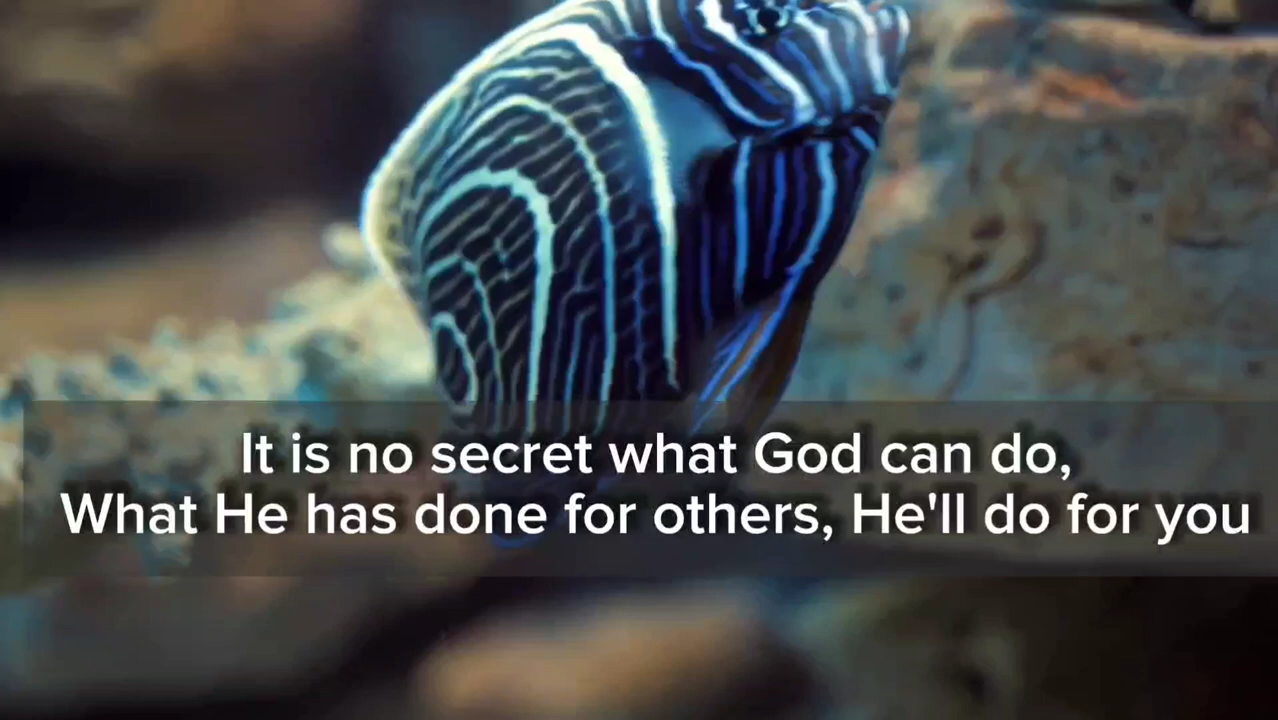 It is no secret what God can do,
What He has done for others, He'll do for you